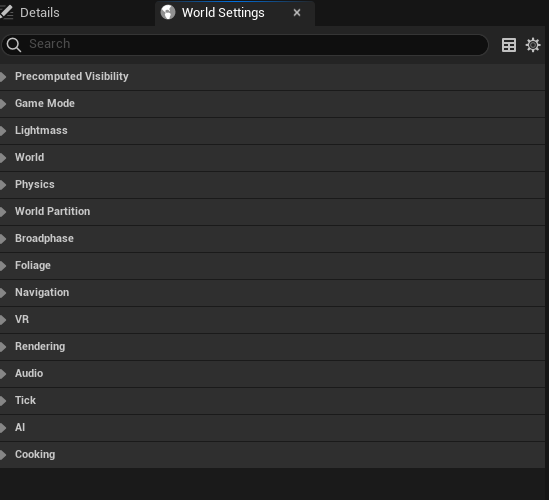 Details
World Settings
Search
Precomputed Visibility
Game Mode
Lightmass
World
Physics
World Partition
Broadphase
Foliage
Navigation
VR
Rendering
Audio
Tick
AI
Cooking